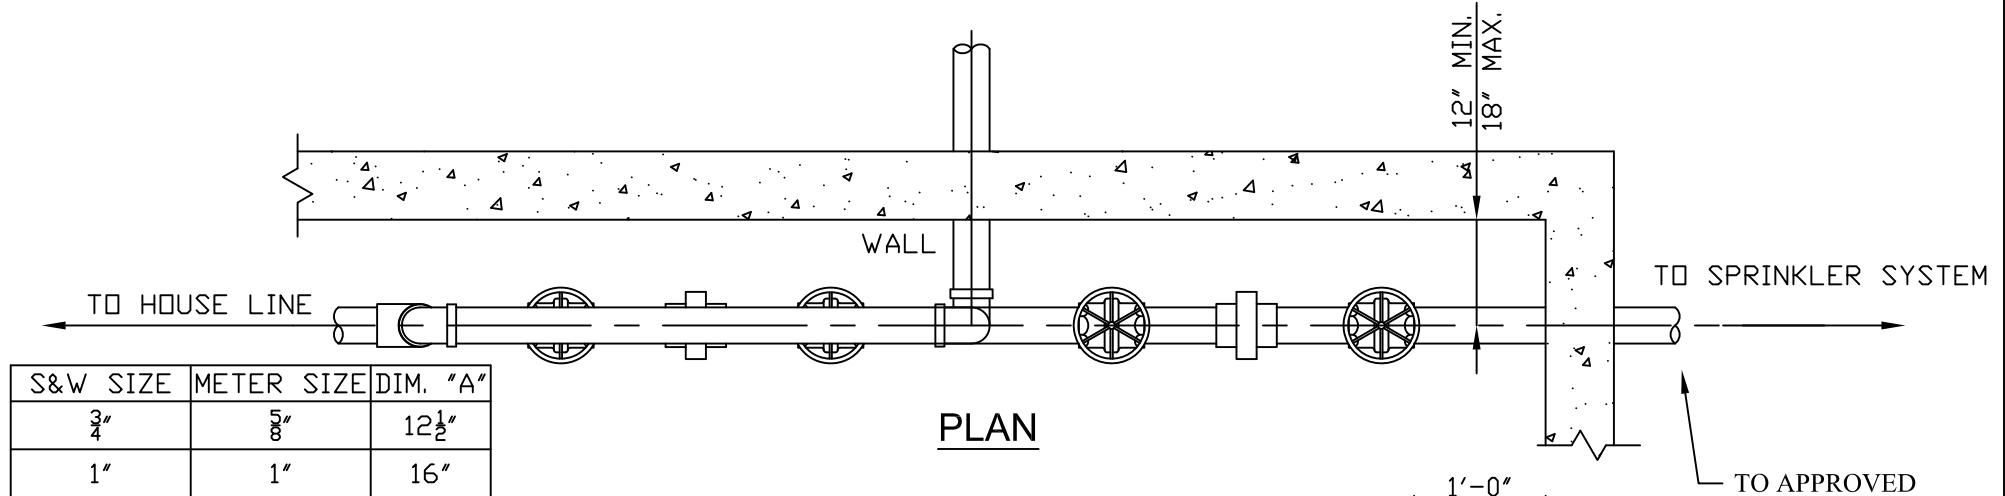 12" MIN.
18" MAX.
WALL
TO HOUSE LINE
TO SPRINKLER SYSTEM
S&W SIZE METER SIZE DIM. "A"
3/4" 5/8" 12 1/2"
1" 1" 16"
PLAN
1'-0"
TO APPROVED